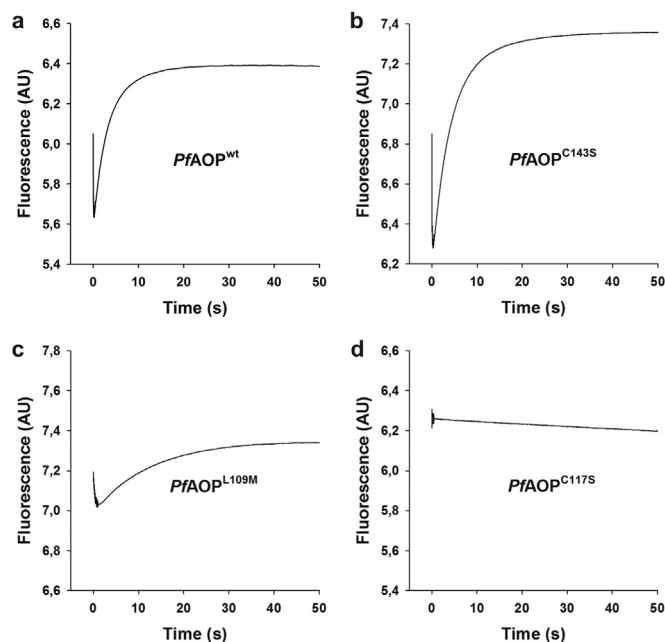 a
Fluorescence (AU)
6,6
6,4
6,2
6,0
5,8
5,6
5,4
PfAOPwt
0 10 20 30 40 50
Time (s)
b
Fluorescence (AU)
7,4
7,2
7,0
6,8
6,6
6,4
6,2
PfAOPC143S
0 10 20 30 40 50
Time (s)
c
Fluorescence (AU)
7,8
7,6
7,4
7,2
7,0
6,8
6,6
PfAOPL109M
0 10 20 30 40 50
Time (s)
d
Fluorescence (AU)
6,6
6,4
6,2
6,0
5,8
5,6
5,4
PfAOPC117S
0 10 20 30 40 50
Time (s)